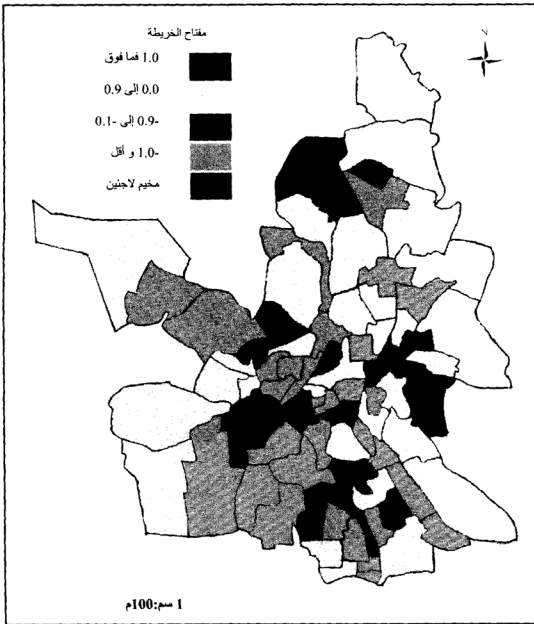 مفتاح الخريطة
1.0 فما فوق
0.0 إلى 0.9
-0.9 إلى -0.1
-1.0 و أقل
مخيم لاجئين
1 سم:100م